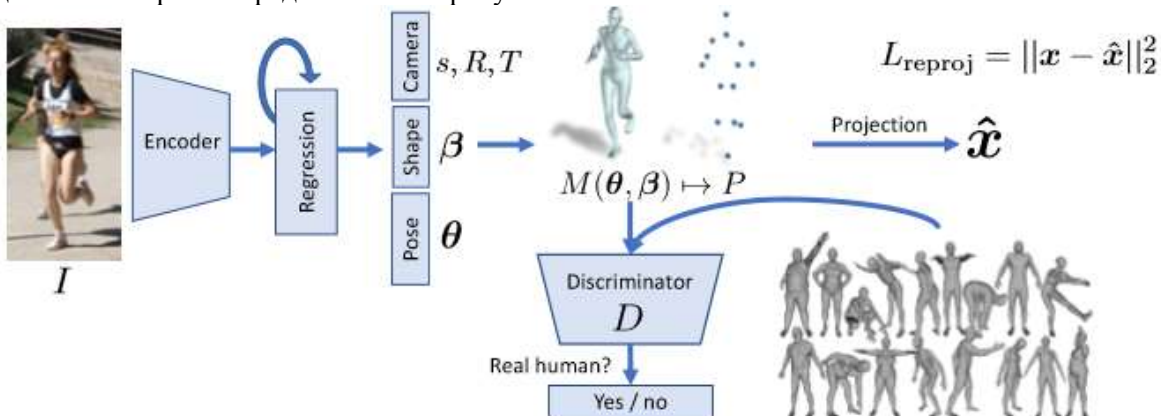 I
Encoder
Regression
Camera
s, R, T
Shape
β
Pose
θ
M(θ, β) ↦ P
Projection
x̂
L_reproj = ||x − x̂||₂²
Discriminator
D
Real human?
Yes / no